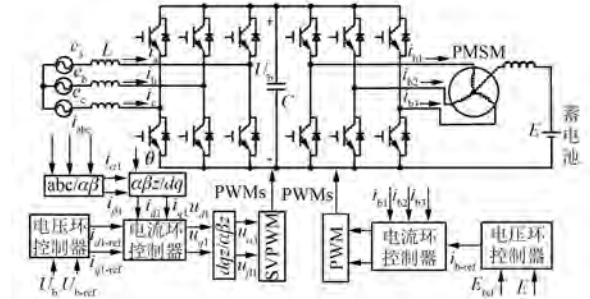 L
i_a
PMSM
e_b
i_b
e_c
i_c
i_abc
U_b
C
i_b1
i_b2
i_b3
E
蓄电池
i_α1
θ
abc/αβ
αβz/dq
i_β1
i_d1
i_q1
u_d1
u_q1
PWMs
PWMs
i_b1
i_b2
i_b3
电压环控制器
i_d1-ref
i_q1-ref
电流环控制器
dqz/αβz
u_α1
u_β1
SVPWM
PWM
电流环控制器
i_b-ref
电压环控制器
U_b
U_b-ref
E_ref
E